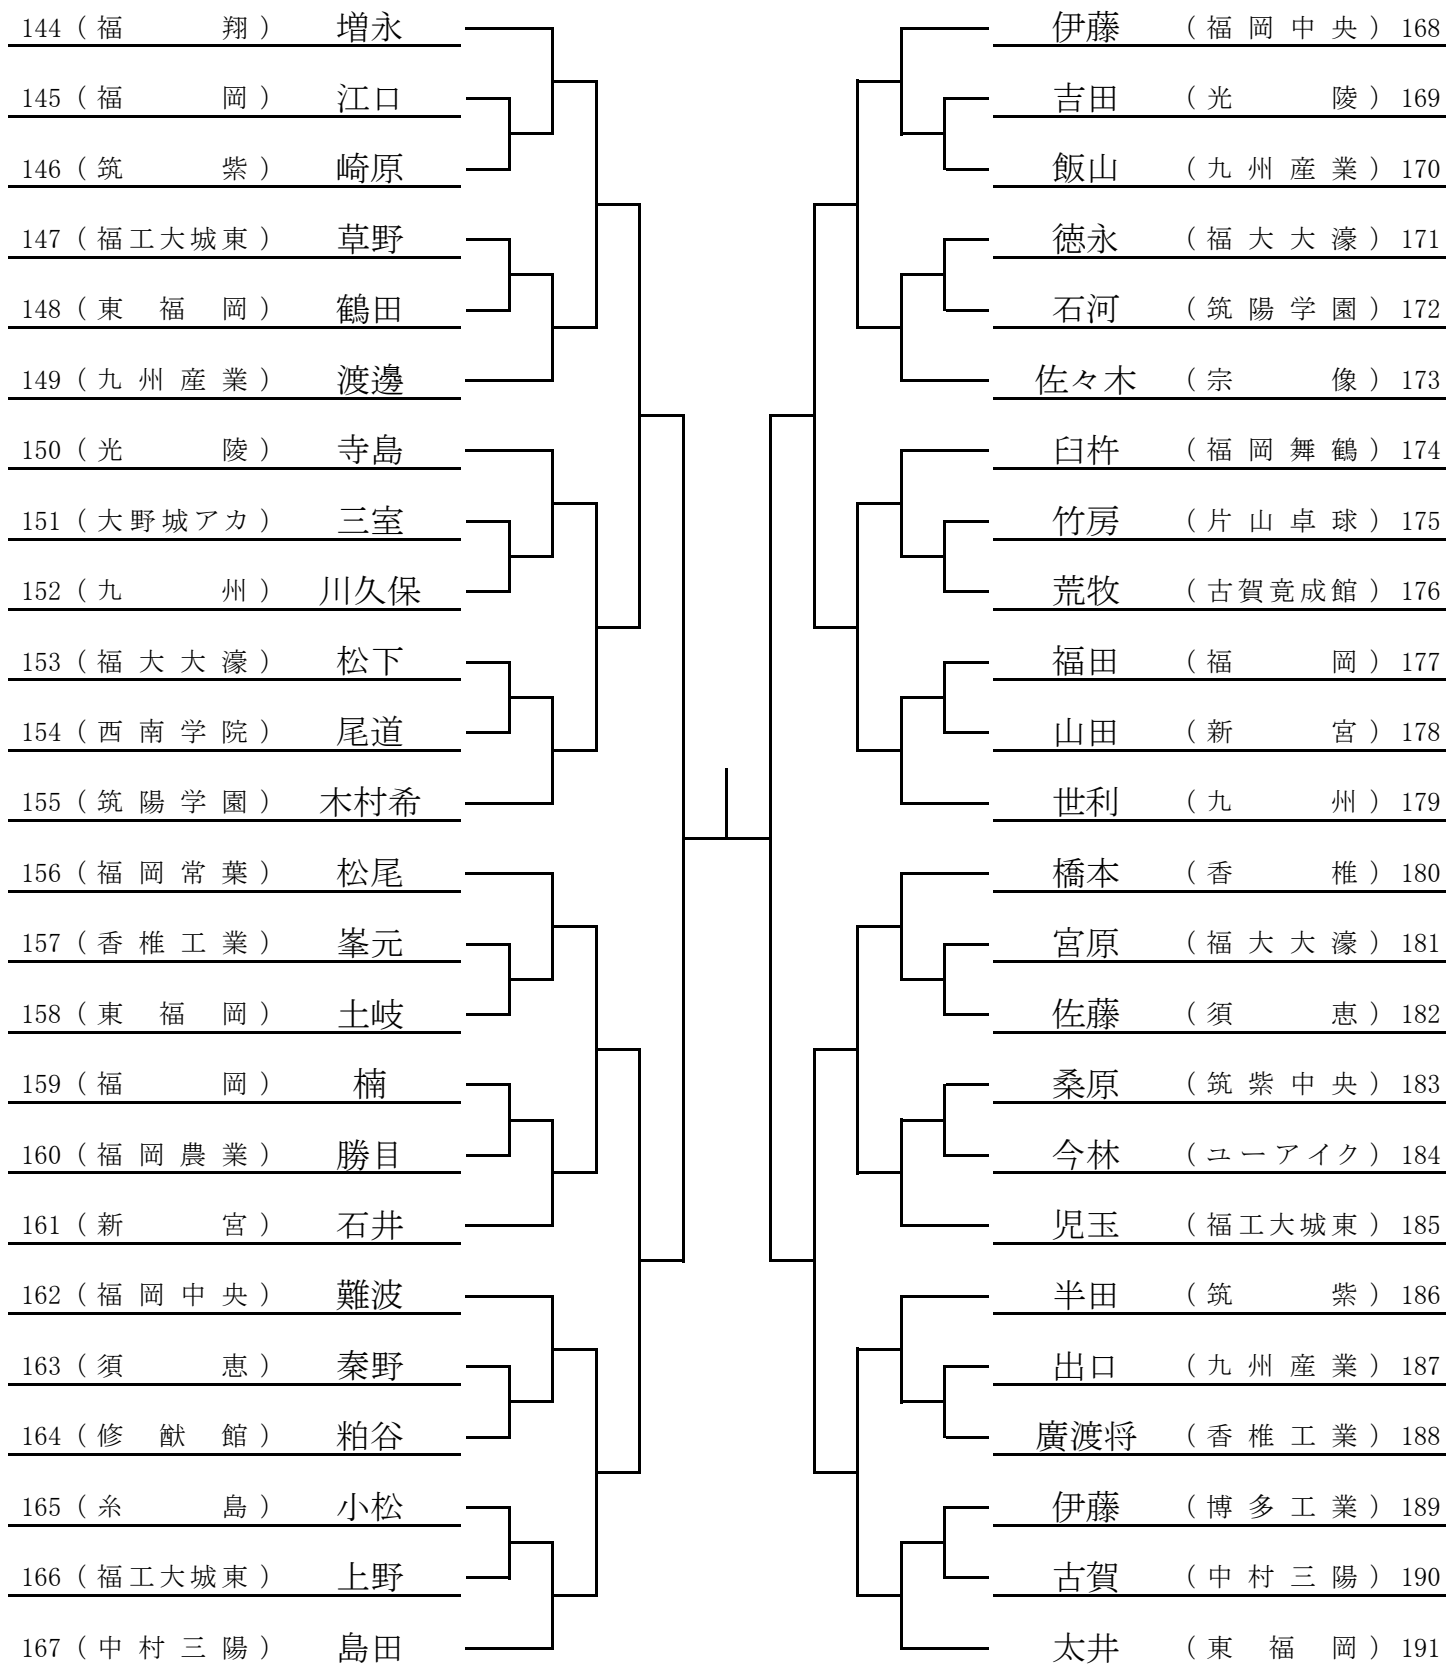 144 (福翔) 増永
145 (福岡) 江口
146 (筑紫) 崎原
147 (福工大城東) 草野
148 (東福岡) 鶴田
149 (九州産業) 渡邊
150 (光陵) 寺島
151 (大野城アカ) 三室
152 (九州) 川久保
153 (福大大濠) 松下
154 (西南学院) 尾道
155 (筑陽学園) 木村希
156 (福岡常葉) 松尾
157 (香椎工業) 峯元
158 (東福岡) 土岐
159 (福岡) 楠
160 (福岡農業) 勝目
161 (新宮) 石井
162 (福岡中央) 難波
163 (須恵) 秦野
164 (修猷館) 粕谷
165 (糸島) 小松
166 (福工大城東) 上野
167 (中村三陽) 島田
伊藤 (福岡中央) 168
吉田 (光陵) 169
飯山 (九州産業) 170
徳永 (福大大濠) 171
石河 (筑陽学園) 172
佐々木 (宗像) 173
臼杵 (福岡舞鶴) 174
竹房 (片山卓球) 175
荒牧 (古賀竟成館) 176
福田 (福岡) 177
山田 (新宮) 178
世利 (九州) 179
橋本 (香椎) 180
宮原 (福大大濠) 181
佐藤 (須恵) 182
桑原 (筑紫中央) 183
今林 (ユーアイク) 184
児玉 (福工大城東) 185
半田 (筑紫) 186
出口 (九州産業) 187
廣渡将 (香椎工業) 188
伊藤 (博多工業) 189
古賀 (中村三陽) 190
太井 (東福岡) 191